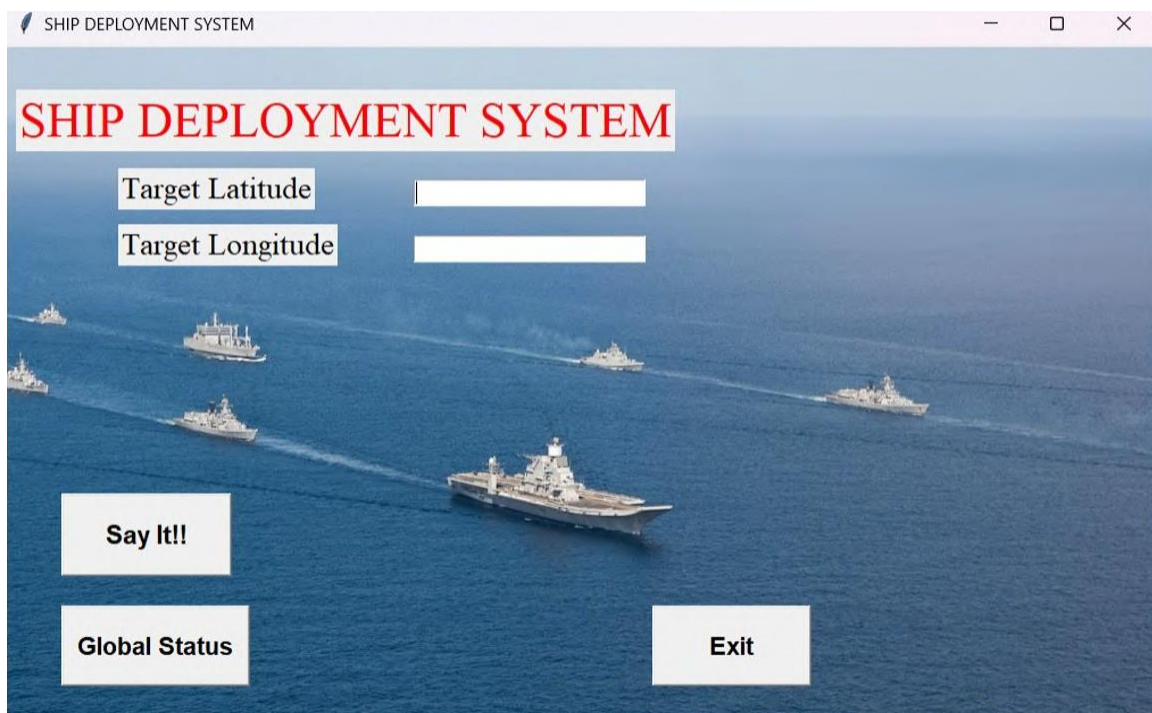 SHIP DEPLOYMENT SYSTEM
SHIP DEPLOYMENT SYSTEM
Target Latitude
Target Longitude
Say It!!
Global Status
Exit